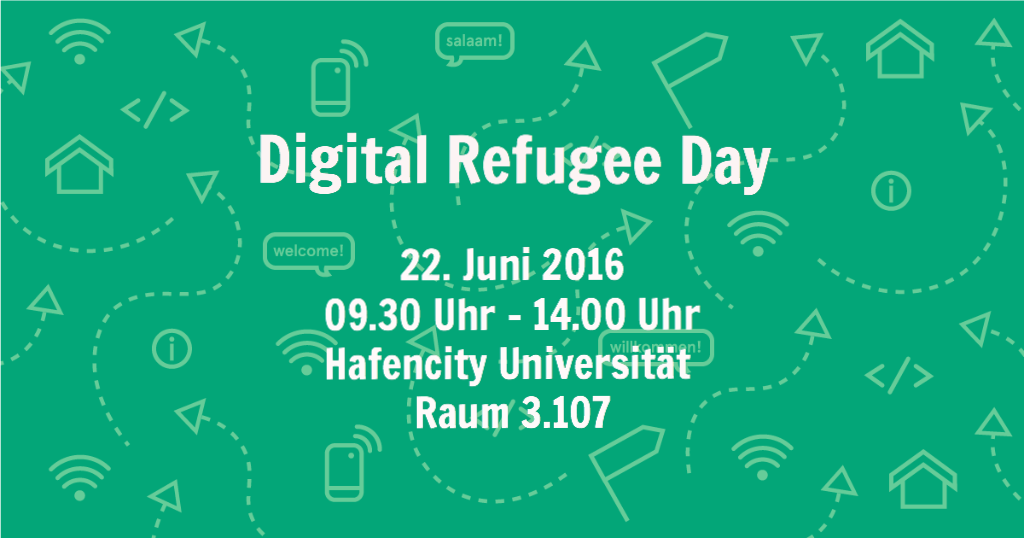 salaam!
Digital Refugee Day
welcome!
22. Juni 2016
09.30 Uhr - 14.00 Uhr
willkommen!
Hafencity Universität
Raum 3.107